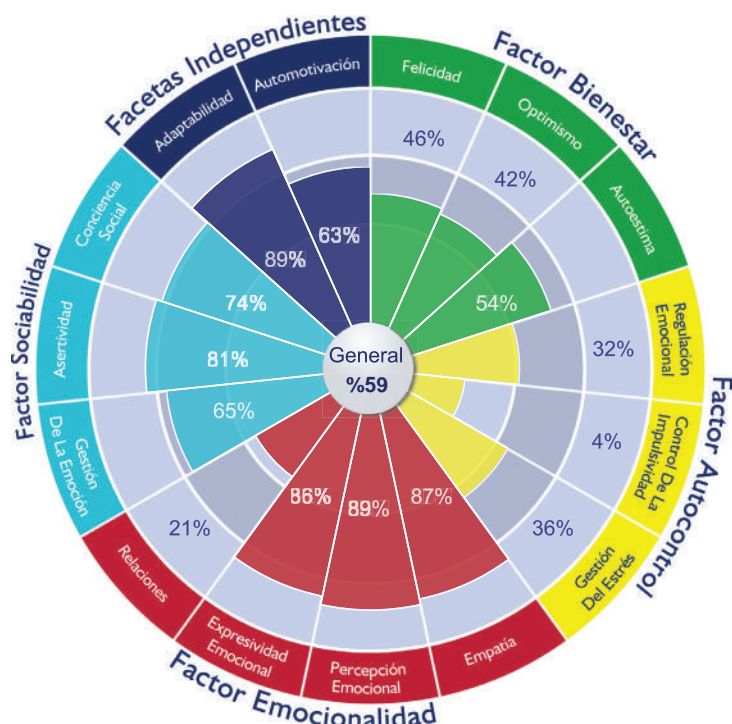 Facetas Independientes
Factor Bienestar
Automotivación
Felicidad
Optimismo
Autoestima
Adaptabilidad
Conciencia
Social
Factor Sociabilidad
Asertividad
Gestión
De La Emoción
Regulación
Emocional
Control De La
Impulsividad
Gestión
Del Estrés
Factor Autocontrol
Relaciones
Expresividad
Emocional
Percepción
Emocional
Empatía
Factor Emocionalidad
46%
42%
54%
32%
4%
36%
87%
89%
86%
21%
65%
81%
74%
89%
63%
General
%59